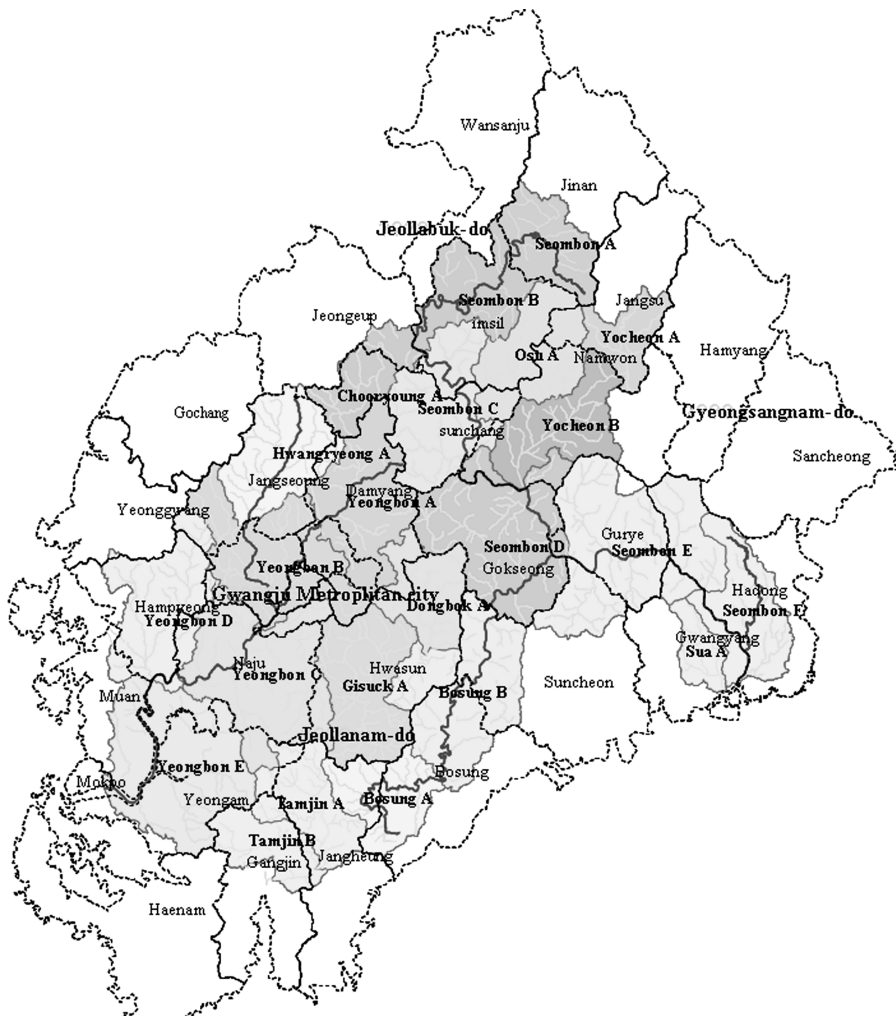 Wansanju
Jinan
Jeollabuk-do
Seombon A
Seombon B
Jangsu
Jeongeup
imsil
Yocheon A
Osu A
Namwon
Hamyang
Chooryoung A
Seombon C
Gochang
Gyeongsangnam-do
Yocheon B
sunchang
Hwangryeong A
Sancheong
Jangseong
Damyang
Yeongbon A
Yeonggwang
Gurye
Seombon D
Seombon E
Yeongbon B
Gokseong
Hadong
Gwangju Metroplitan city
Hampyeong
Dongbok A
Seombon F
Yeongbon D
Gwangyang
Sua A
Naju
Hwasun
Yeongbon C
Gisuck A
Bosung B
Suncheon
Muan
Jeollanam-do
Yeongbon E
Bosung
Mokpo
Yeongam
Tamjin A
Bosung A
Tamjin B
Jangheung
Gangjin
Haenam